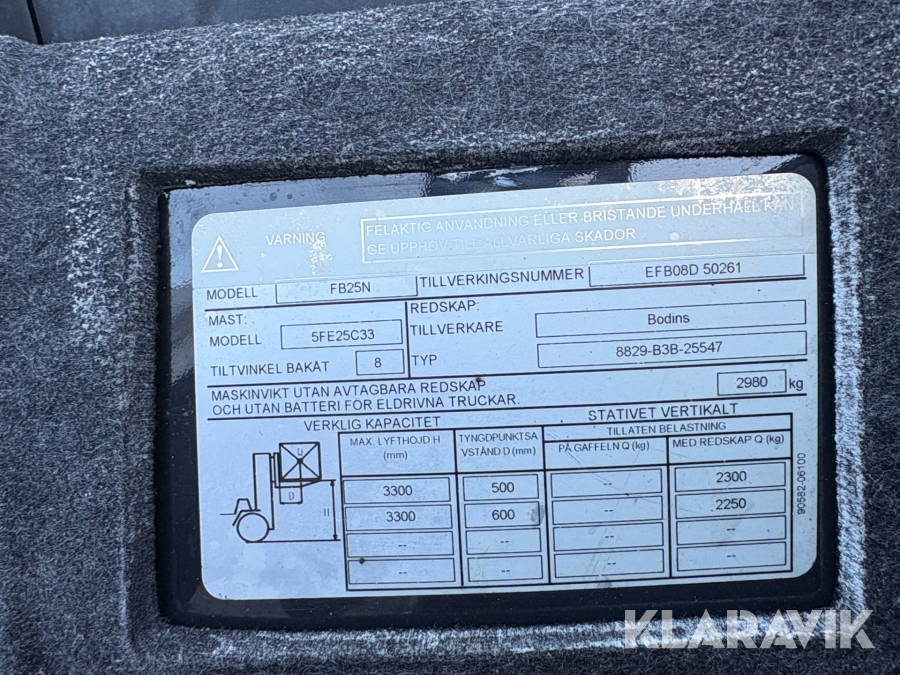 VARNING
FELAKTIG ANVANDNING ELLER BRISTANDE UNDERHALL KAN
GE UPPHOV TILL ALLVARLIGA SKADOR
MODELL FB25N TILLVERKINGSNUMMER EFB08D 50261
MAST:
MODELL 5FE25C33
TILTVINKEL BAKÅT 8
REDSKAP:
TILLVERKARE Bodins
TYP 8829-B3B-25547
MASKINVIKT UTAN AVTAGBARA REDSKAP
OCH UTAN BATTERI FÖR ELDRIVNA TRUCKAR. 2980 kg
VERKLIG KAPACITET STATIVET VERTIKALT
MAX. LYFTHÖJD H (mm) TYNGDPUNKTSA VSTÅND D (mm) TILLATEN BELASTNING
PÅ GAFFELN Q (kg) MED REDSKAP Q (kg)
3300 500 -- 2300
3300 600 -- 2250
-- -- -- --
-- -- -- --
D
H
90582-06100
KLARAVIK